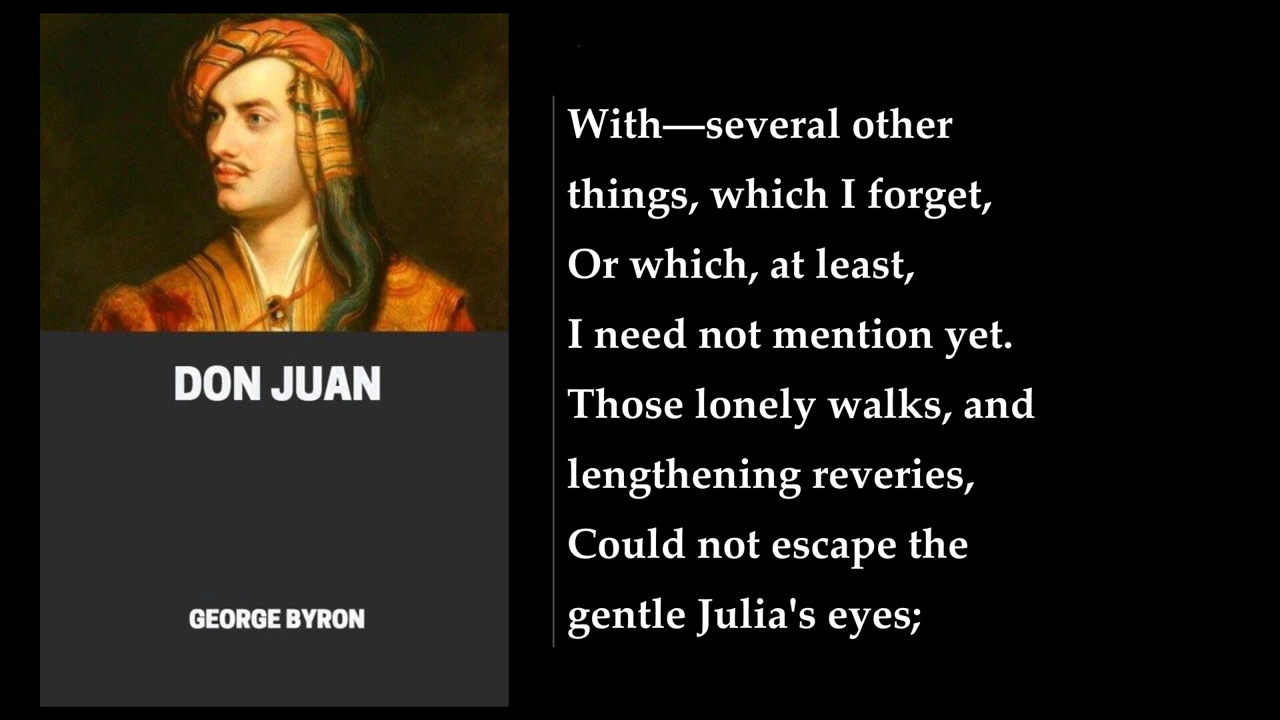 DON JUAN
GEORGE BYRON
With—several other
things, which I forget,
Or which, at least,
I need not mention yet.
Those lonely walks, and
lengthening reveries,
Could not escape the
gentle Julia's eyes;